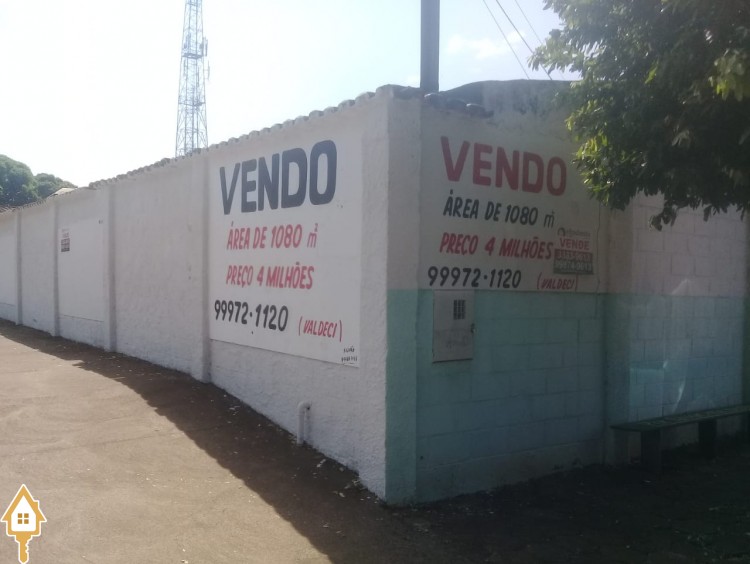 VENDO
ÁREA DE 1080 m²
PREÇO 4 MILHÕES
99972-1120 (VALDECI)
VENDO
ÁREA DE 1080 m²
PREÇO 4 MILHÕES
99972-1120 (VALDECI)
VENDE